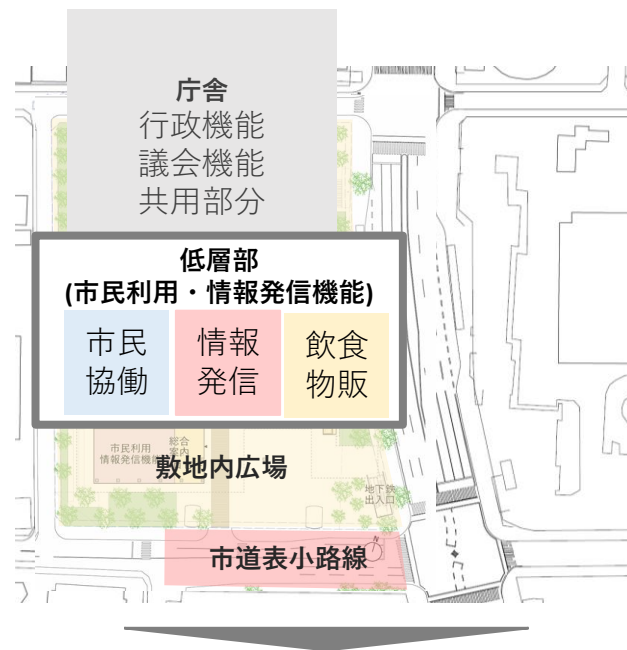 庁舎
行政機能
議会機能
共用部分
低層部
(市民利用・情報発信機能)
市民
協働
情報
発信
飲食
物販
市民利用
情報発信機能
総合
案内
敷地内広場
地下鉄
出入口
N
市道表小路線